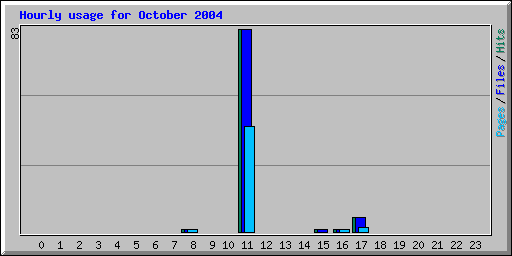 Hourly usage for October 2004
83
Pages / Files / Hits
0 1 2 3 4 5 6 7 8 9 10 11 12 13 14 15 16 17 18 19 20 21 22 23